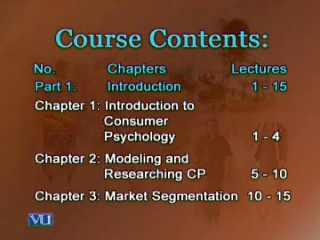 Course Contents:
No. Chapters Lectures
Part 1: Introduction 1 - 15
Chapter 1: Introduction to
Consumer
Psychology 1 - 4
Chapter 2: Modeling and
Researching CP 5 - 10
Chapter 3: Market Segmentation 10 - 15
VU